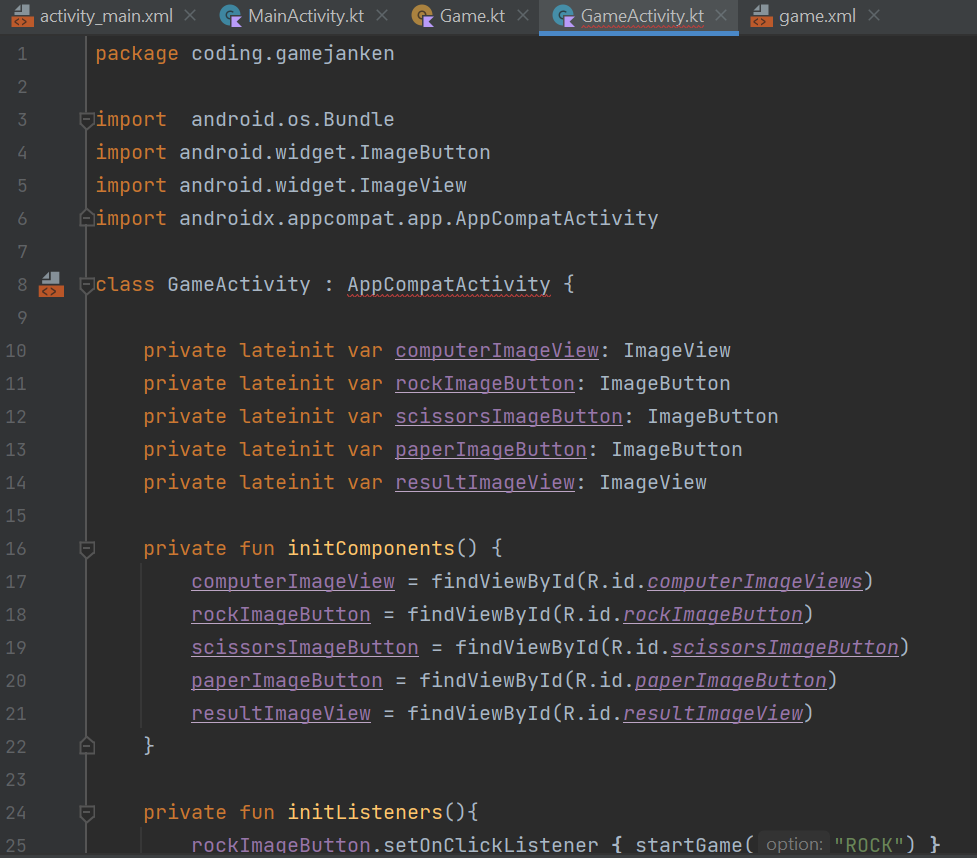 activity_main.xml MainActivity.kt Game.kt GameActivity.kt game.xml
1 package coding.gamejanken
2
3 import  android.os.Bundle
4 import android.widget.ImageButton
5 import android.widget.ImageView
6 import androidx.appcompat.app.AppCompatActivity
7
8 class GameActivity : AppCompatActivity {
9
10     private lateinit var computerImageView: ImageView
11     private lateinit var rockImageButton: ImageButton
12     private lateinit var scissorsImageButton: ImageButton
13     private lateinit var paperImageButton: ImageButton
14     private lateinit var resultImageView: ImageView
15
16     private fun initComponents() {
17         computerImageView = findViewById(R.id.computerImageViews)
18         rockImageButton = findViewById(R.id.rockImageButton)
19         scissorsImageButton = findViewById(R.id.scissorsImageButton)
20         paperImageButton = findViewById(R.id.paperImageButton)
21         resultImageView = findViewById(R.id.resultImageView)
22     }
23
24     private fun initListeners(){
25         rockImageButton.setOnClickListener { startGame( option: "ROCK") }